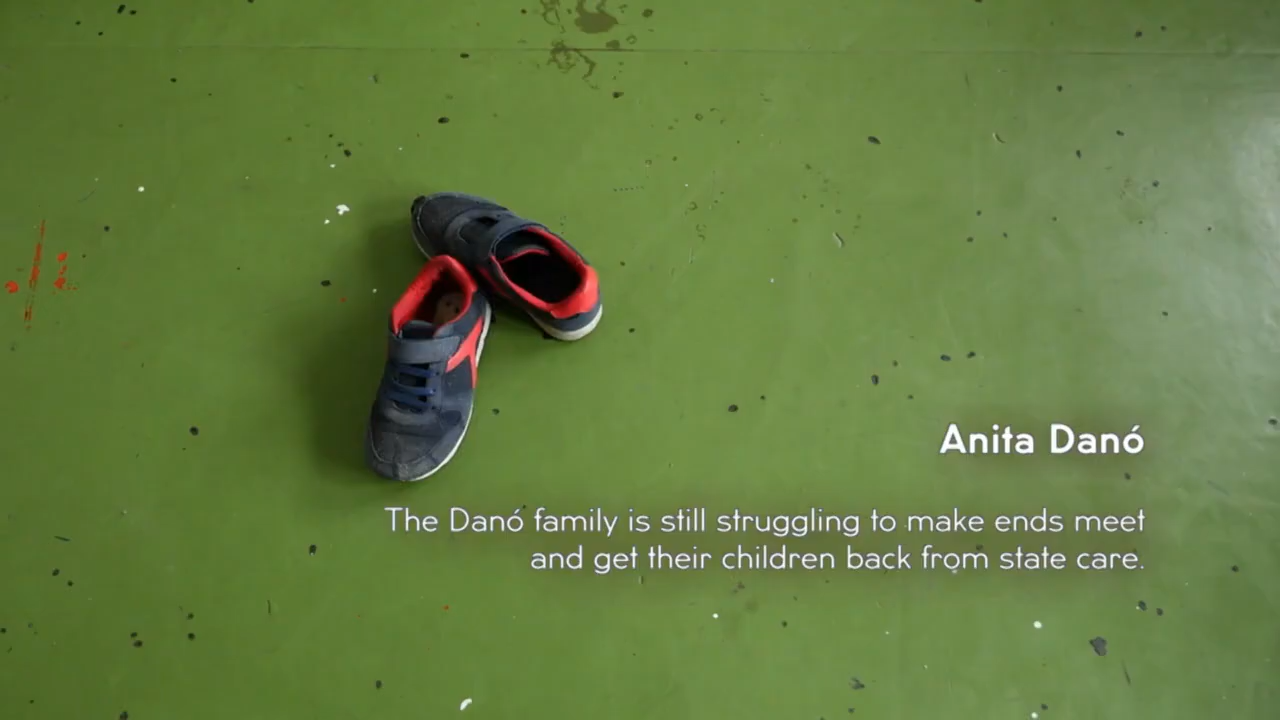 Anita Danó
The Danó family is still struggling to make ends meet
and get their children back from state care.